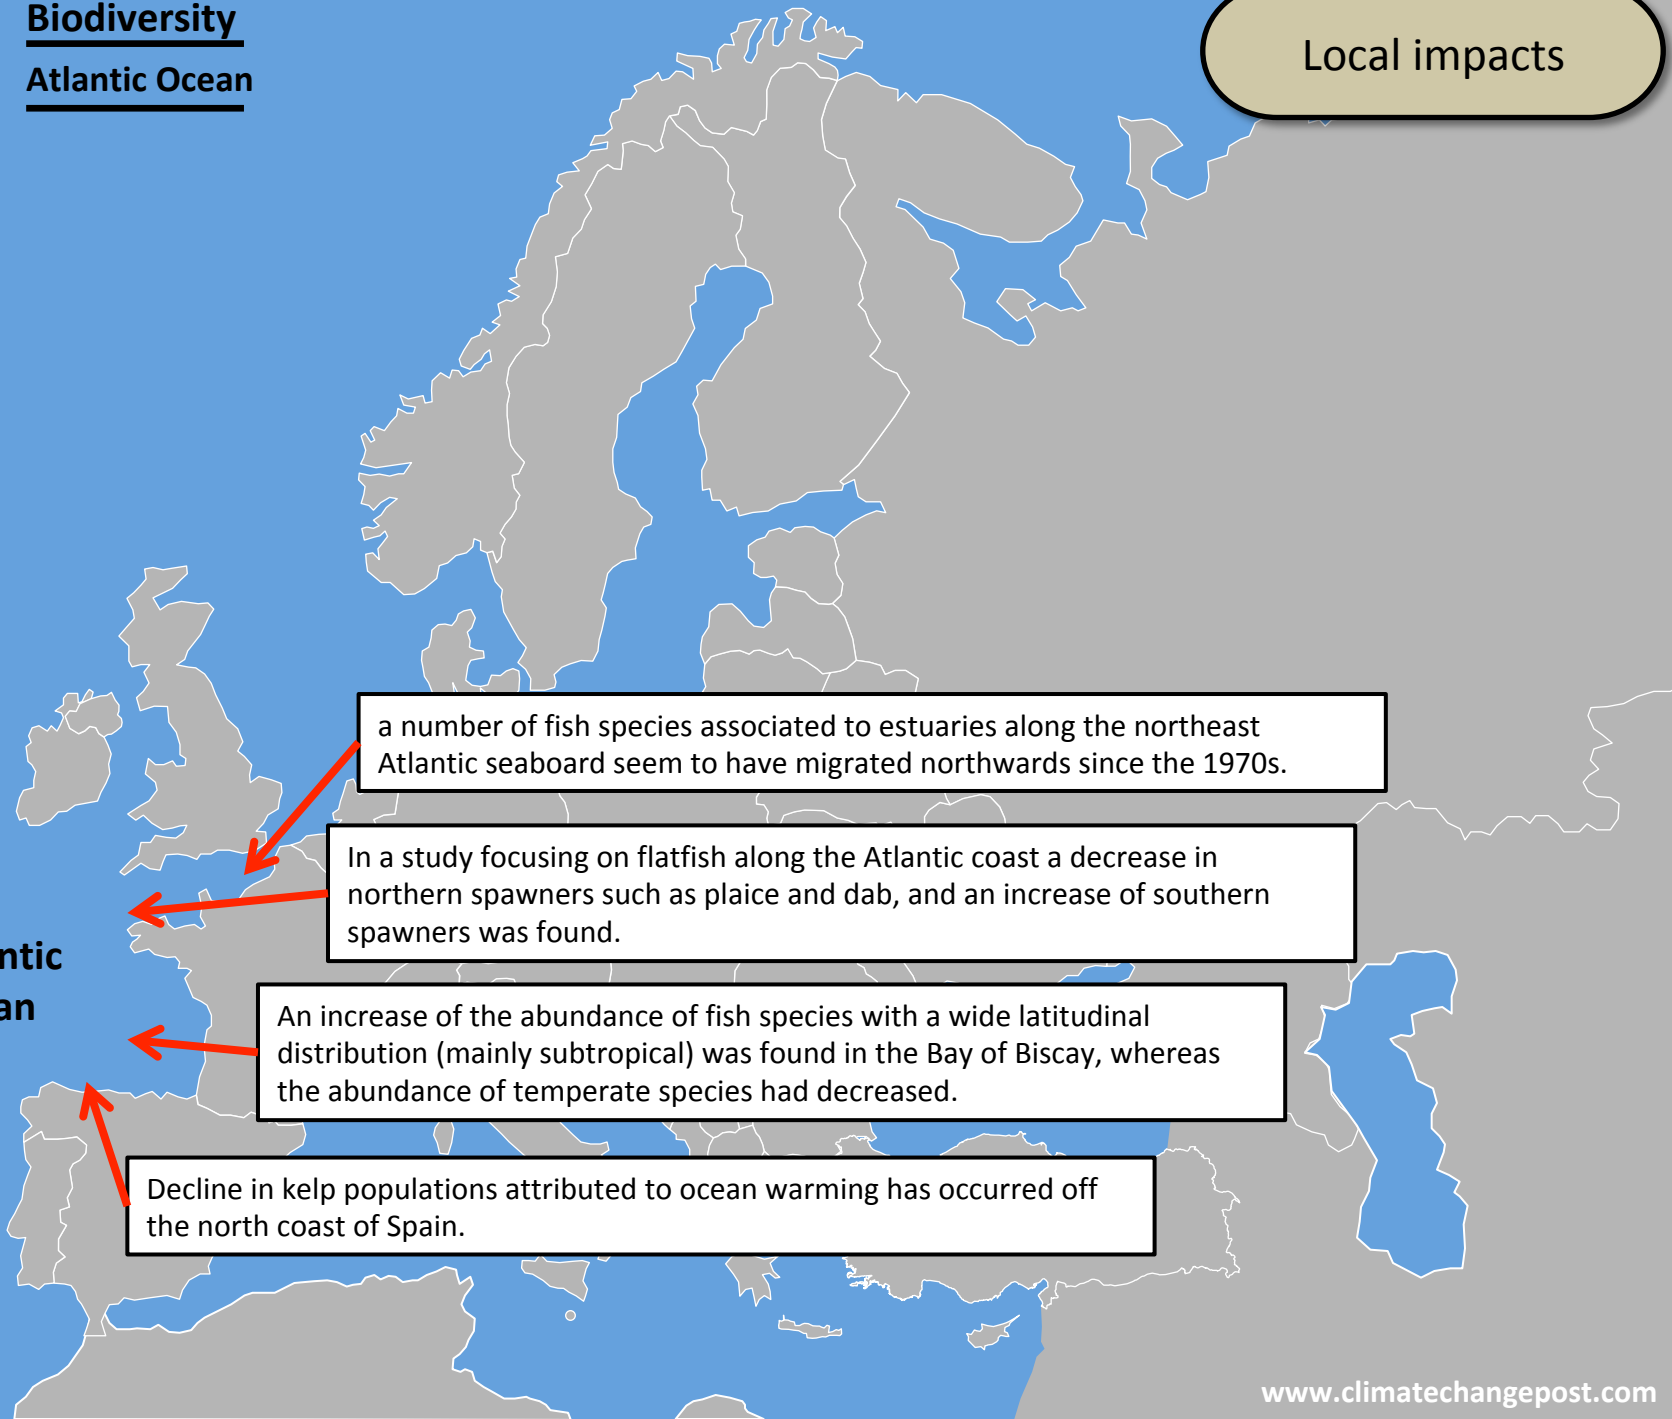 Biodiversity
Atlantic Ocean
Local impacts
a number of fish species associated to estuaries along the northeast
Atlantic seaboard seem to have migrated northwards since the 1970s.
In a study focusing on flatfish along the Atlantic coast a decrease in
northern spawners such as plaice and dab, and an increase of southern
spawners was found.
ntic
an
An increase of the abundance of fish species with a wide latitudinal
distribution (mainly subtropical) was found in the Bay of Biscay, whereas
the abundance of temperate species had decreased.
Decline in kelp populations attributed to ocean warming has occurred off
the north coast of Spain.
www.climatechangepost.com